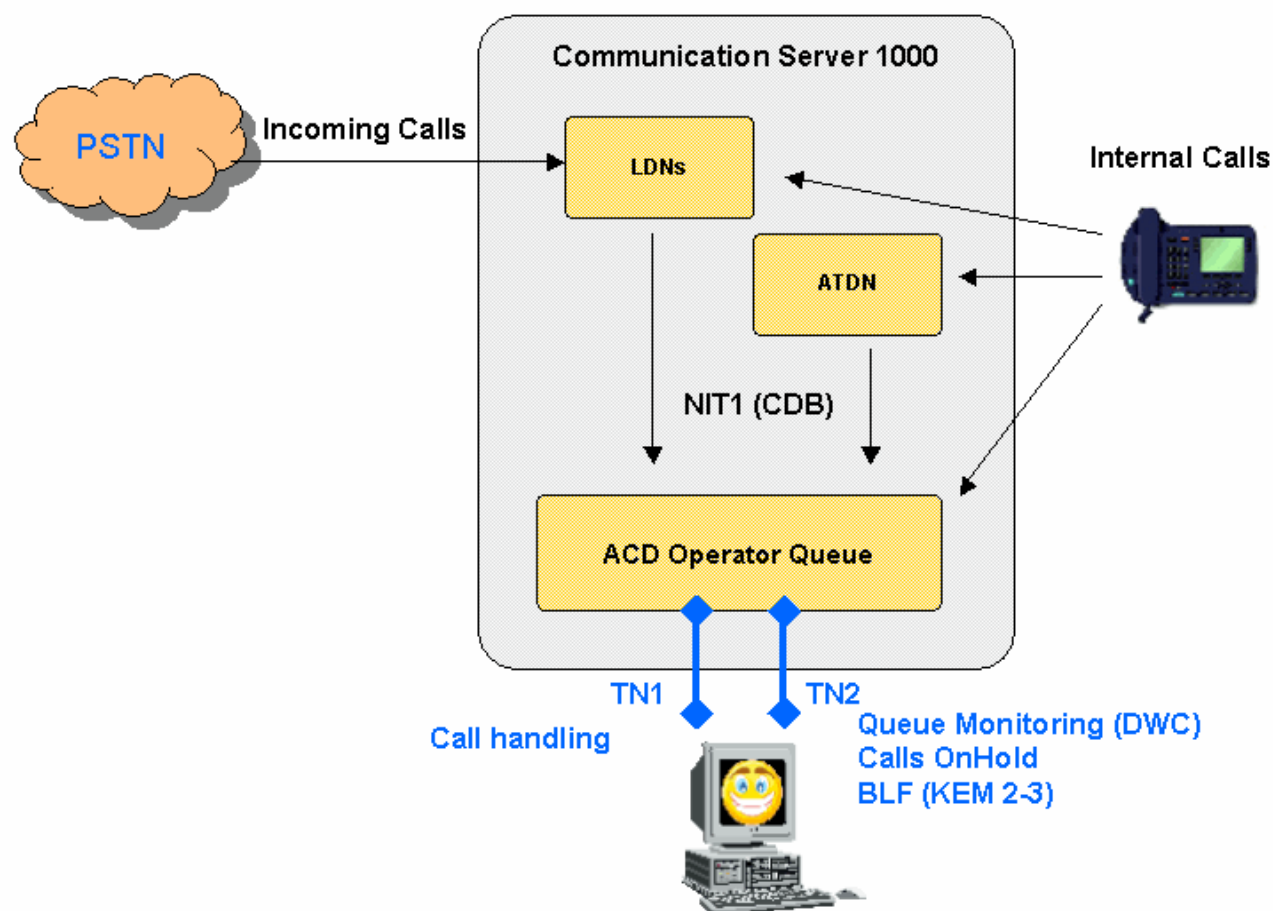 Communication Server 1000
PSTN
Incoming Calls
LDNs
Internal Calls
ATDN
NIT1 (CDB)
ACD Operator Queue
TN1
TN2
Call handling
Queue Monitoring (DWC)
Calls OnHold
BLF (KEM 2-3)